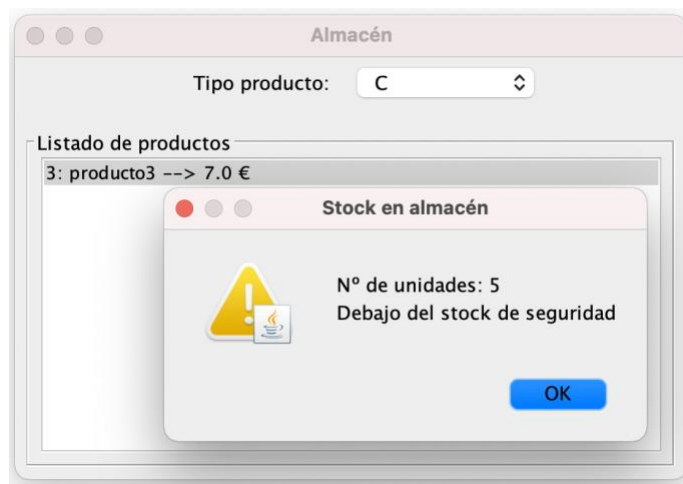 Almacén
Tipo producto: C
Listado de productos
3: producto3 --> 7.0 €
Stock en almacén
Nº de unidades: 5
Debajo del stock de seguridad
OK